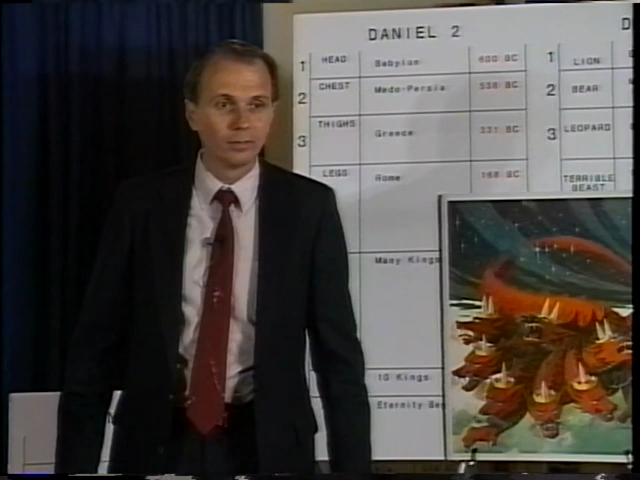 DANIEL 2
1 HEAD Babylon 600 BC
2 CHEST Medo-Persia 538 BC
3 THIGHS Greece 331 BC
LEGS Rome 168 BC
Many Kings
10 Kings
Eternity
D
1 LION
2 BEAR
3 LEOPARD
TERRIBLE
BEAST